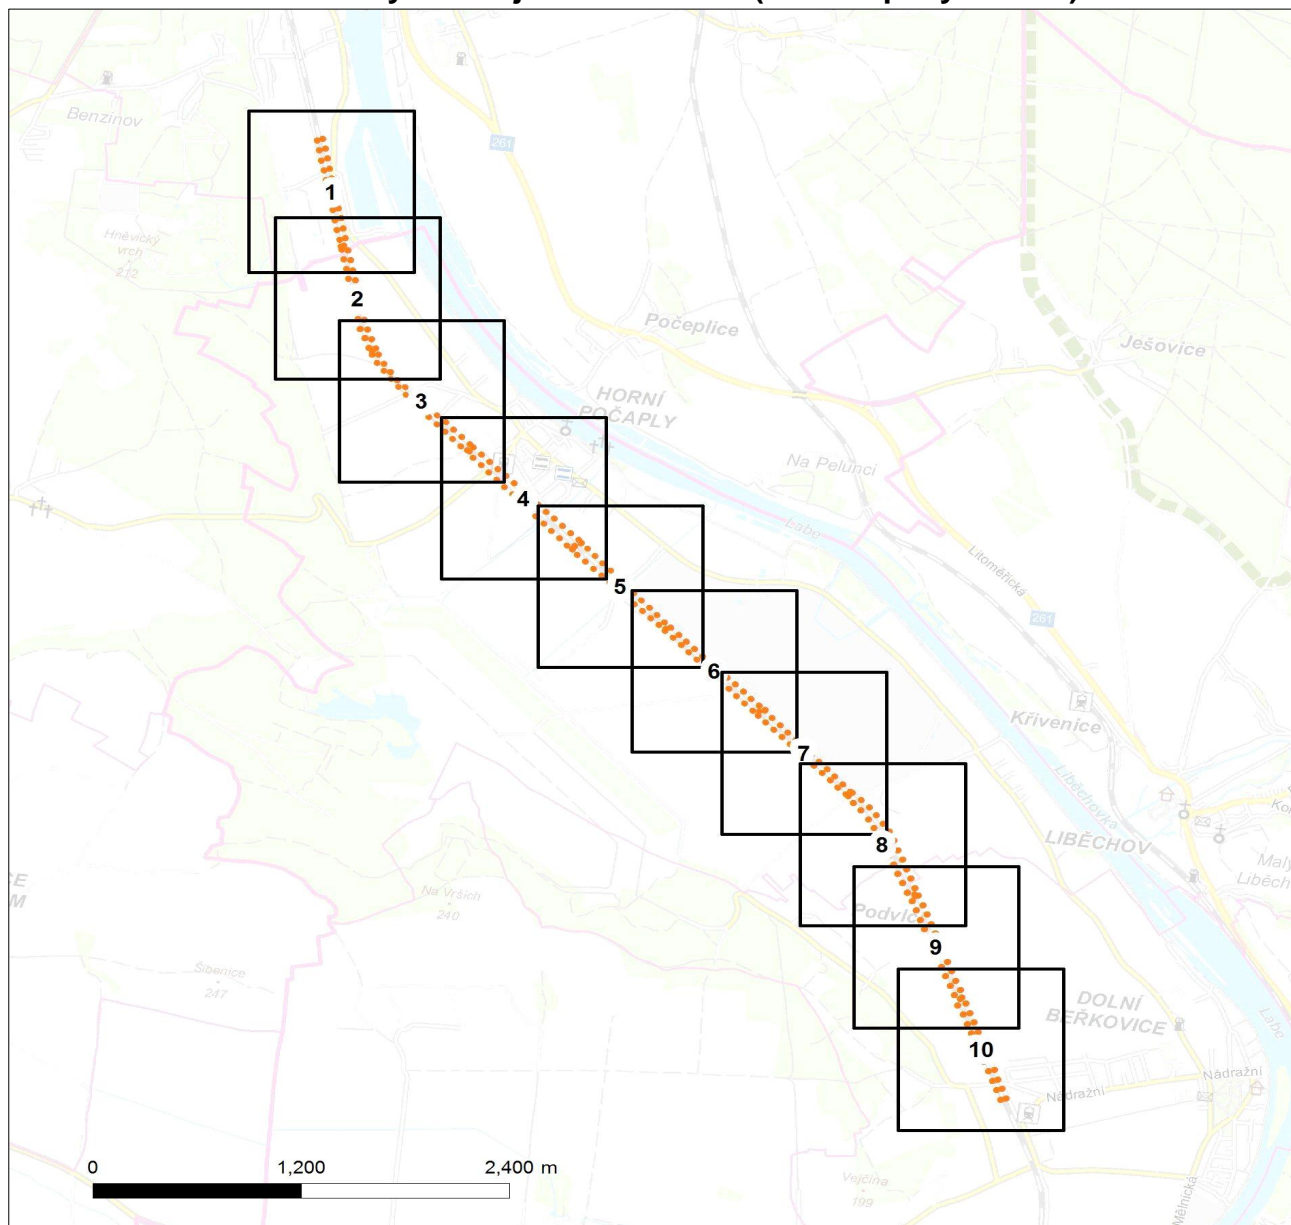 Benzinov
261
1
Hněvický
vrch
212
2
Počeplice
Ješovice
HORNÍ
POČAPLY
3
Na Pelunci
4
Labe
Litoměřická
5
261
6
Křivenice
7
Liběchovka
8
LIBĚCHOV
Malý
Liběch
Na Vrších
240
9
Šibenice
247
DOLNÍ
BEŘKOVICE
Labe
10
Nádražní
Nádražní
0 1,200 2,400 m
Vejčina
199
Mělnická